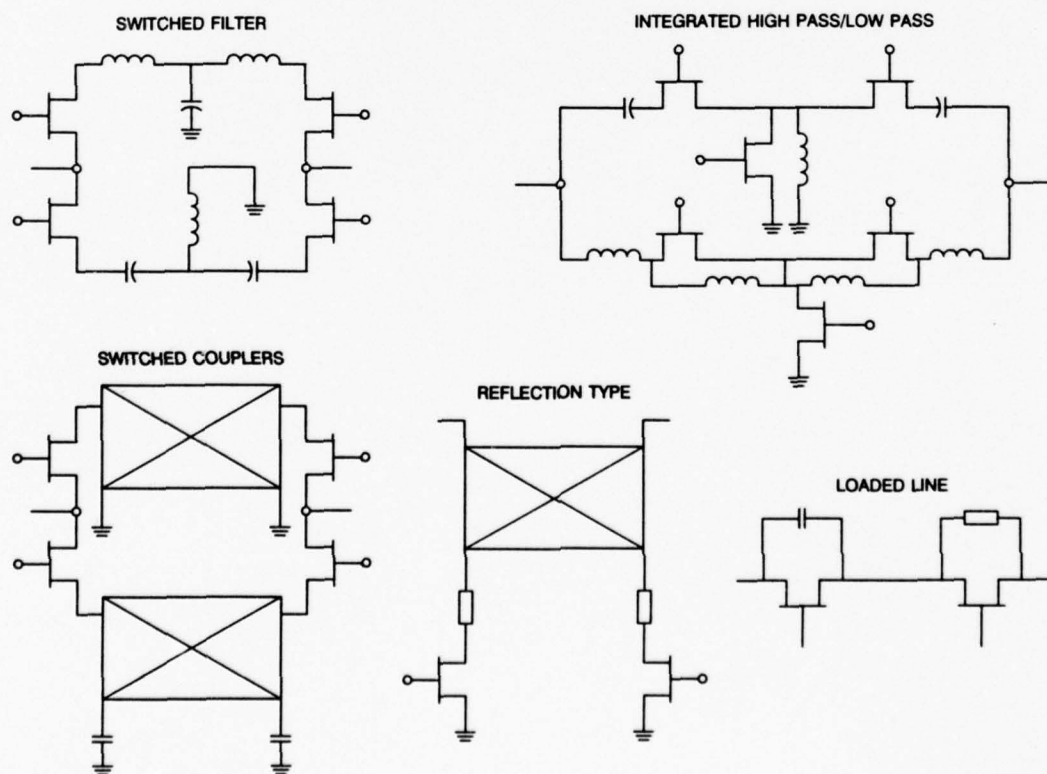 SWITCHED FILTER
INTEGRATED HIGH PASS/LOW PASS
SWITCHED COUPLERS
REFLECTION TYPE
LOADED LINE